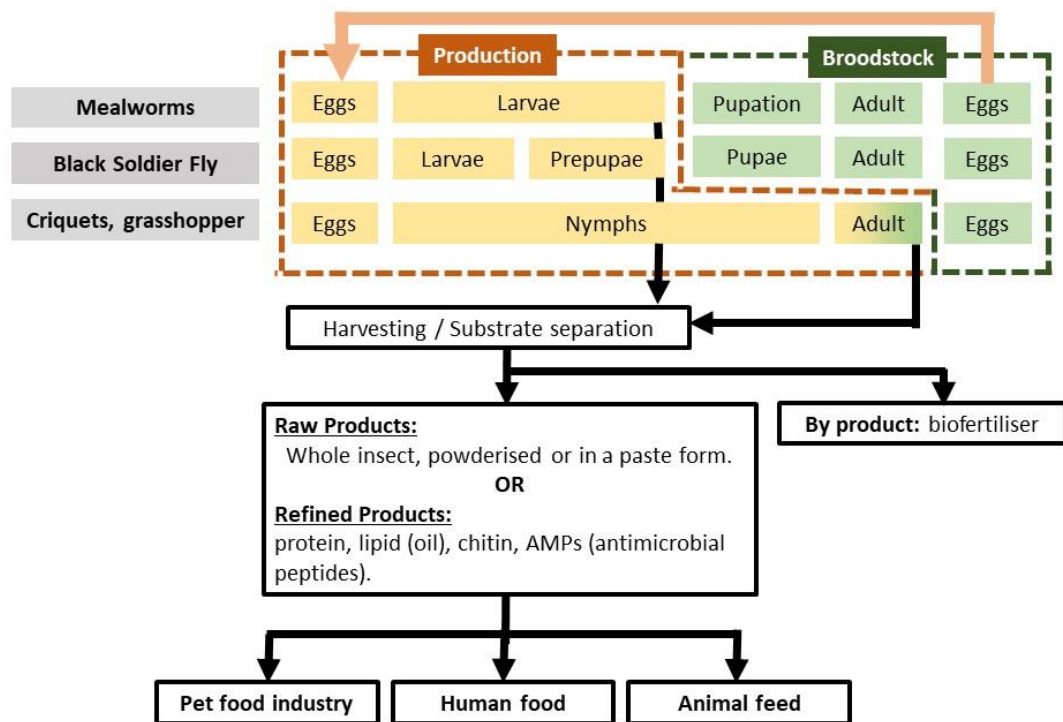 Production
Broodstock
Mealworms
Eggs
Larvae
Pupation
Adult
Eggs
Black Soldier Fly
Eggs
Larvae
Prepupae
Pupae
Adult
Eggs
Criquets, grasshopper
Eggs
Nymphs
Adult
Eggs
Harvesting / Substrate separation
Raw Products:
Whole insect, powderised or in a paste form.
OR
Refined Products:
protein, lipid (oil), chitin, AMPs (antimicrobial
peptides).
By product: biofertiliser
Pet food industry
Human food
Animal feed